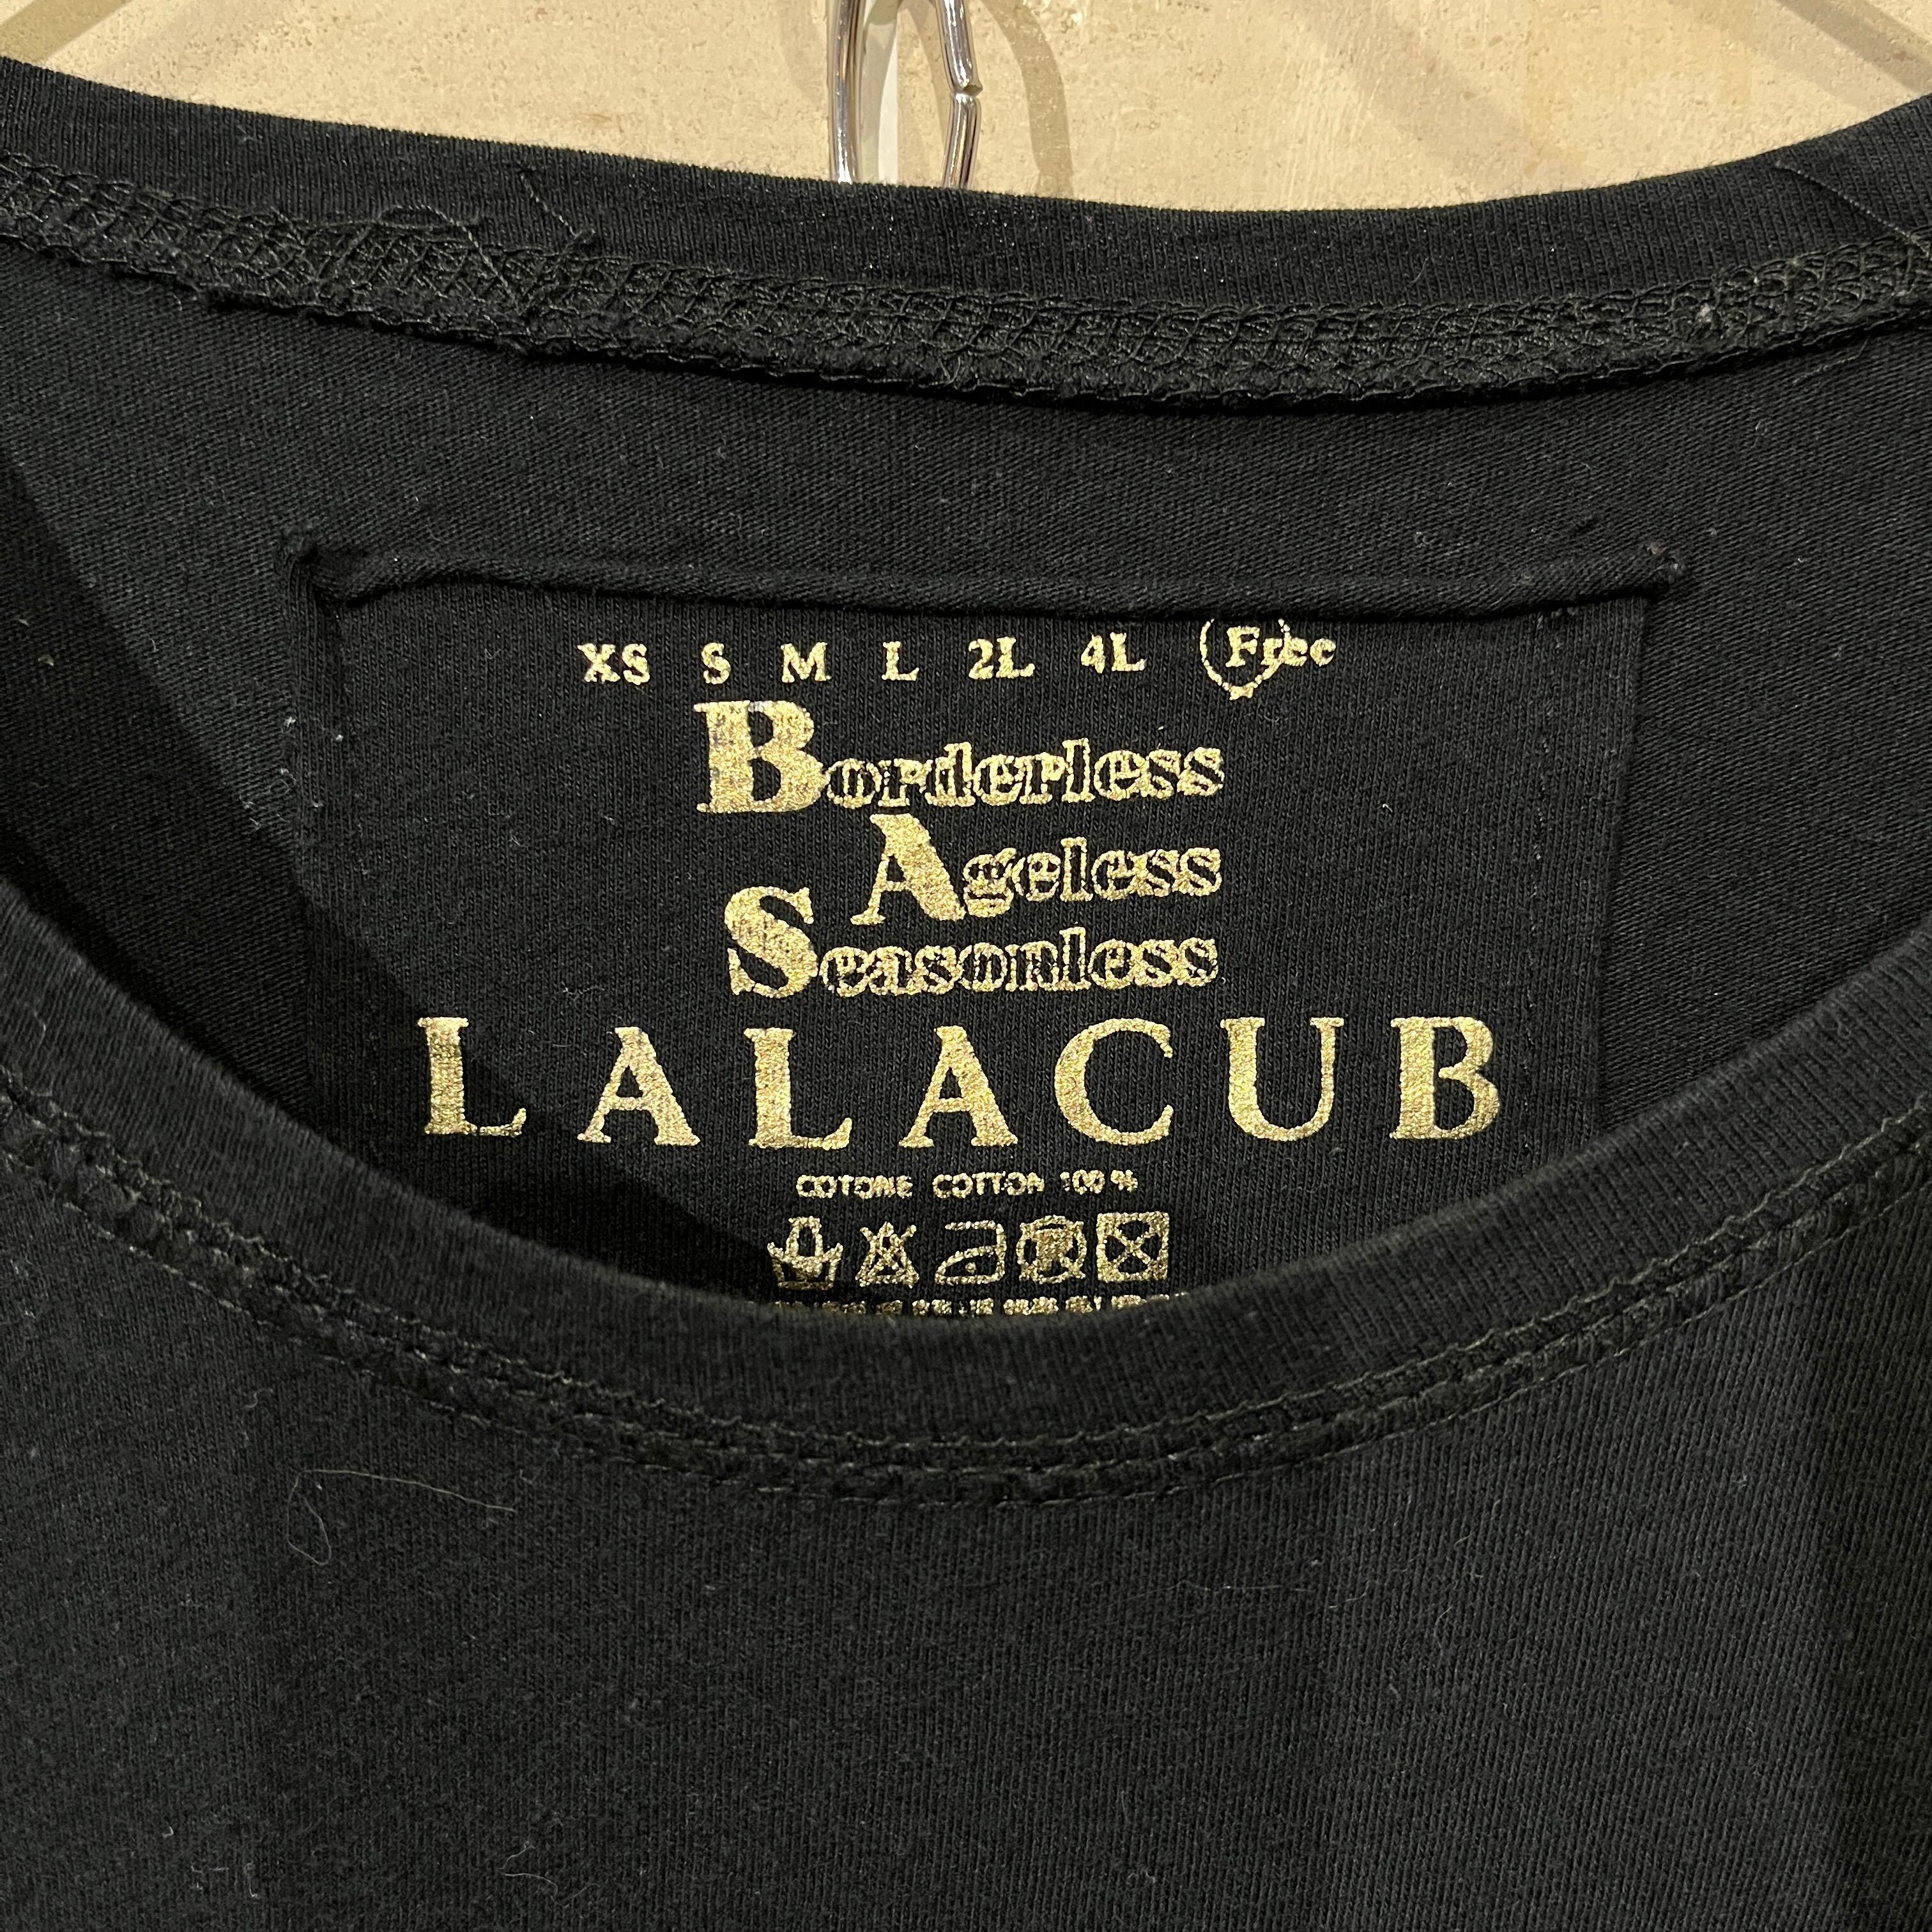 XS S M L 2L 4L Free
Borderless
Ageless
Seasonless
LALACUB
COTONE COTTON 100%